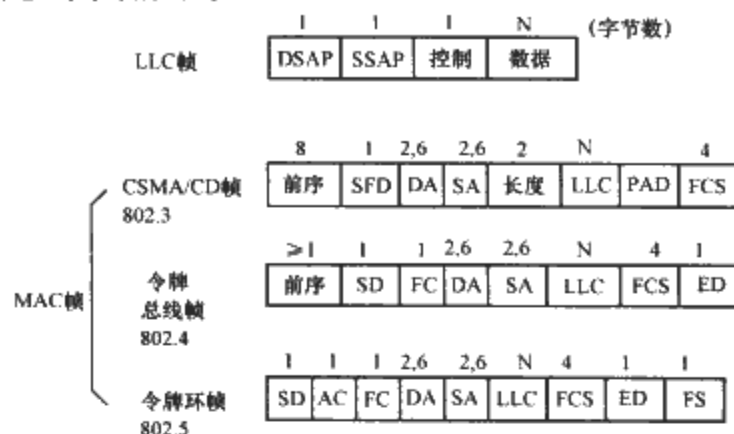 1 1 1 N (字节数)
LLC帧 DSAP SSAP 控制 数据
8 1 2,6 2,6 2 N 4
CSMA/CD帧 前序 SFD DA SA 长度 LLC PAD FCS
802.3
≥1 1 1 2,6 2,6 N 4 1
令牌 前序 SD FC DA SA LLC FCS ED
MAC帧 总线帧
802.4
1 1 1 2,6 2,6 N 4 1 1
令牌环帧 SD AC FC DA SA LLC FCS ED FS
802.5